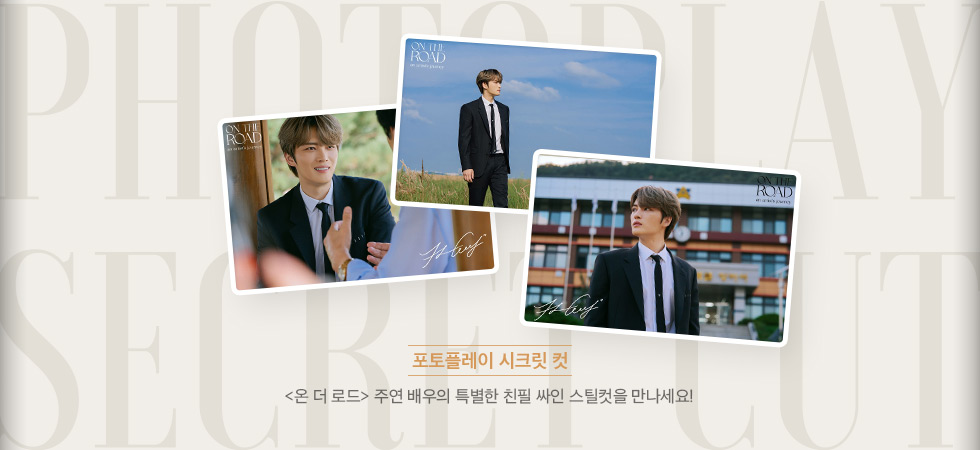 PHOTOPLAY
SECRET CUT
ON THE
ROAD
ON THE
ROAD
ON THE
ROAD
포토플레이 시크릿 컷
<온 더 로드> 주연 배우의 특별한 친필 싸인 스틸컷을 만나세요!